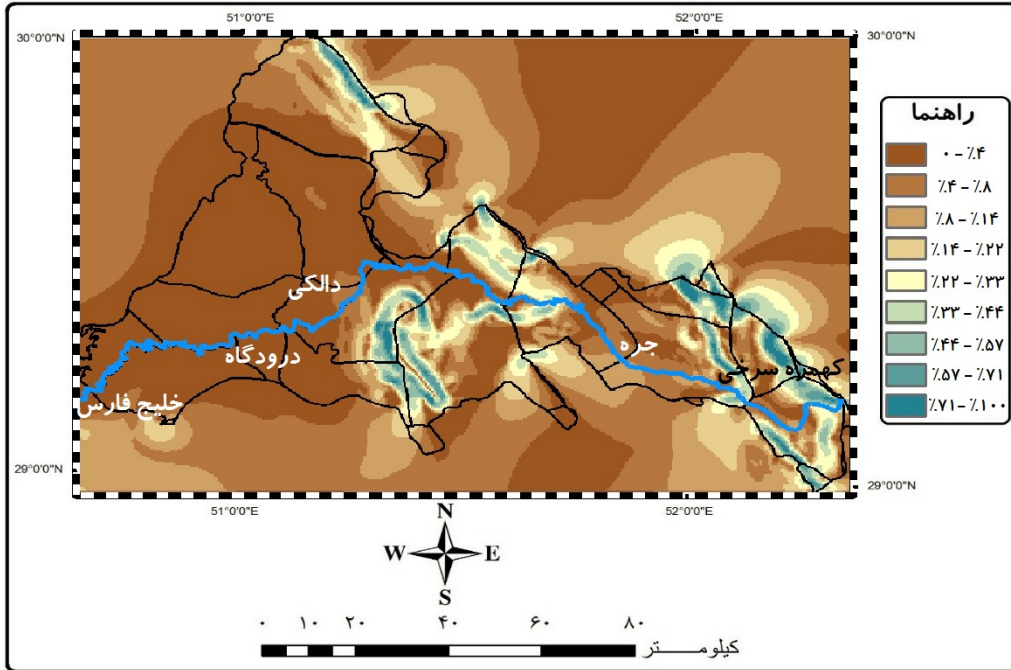 51°0'0"E
52°0'0"E
30°0'0"N
30°0'0"N
راهنما
۰ – ٪۴
٪۴ – ٪۸
٪۸ – ٪۱۴
٪۱۴ – ٪۲۲
٪۲۲ – ٪۳۳
٪۳۳ – ٪۴۴
٪۴۴ – ٪۵۷
٪۵۷ – ٪۷۱
٪۷۱ – ٪۱۰۰
دالکی
درودگاه
جره
کهمره سرخی
خلیج فارس
29°0'0"N
29°0'0"N
51°0'0"E
52°0'0"E
N
W E
S
۰ ۱۰ ۲۰ ۴۰ ۶۰ ۸۰
کیلومـــــتر